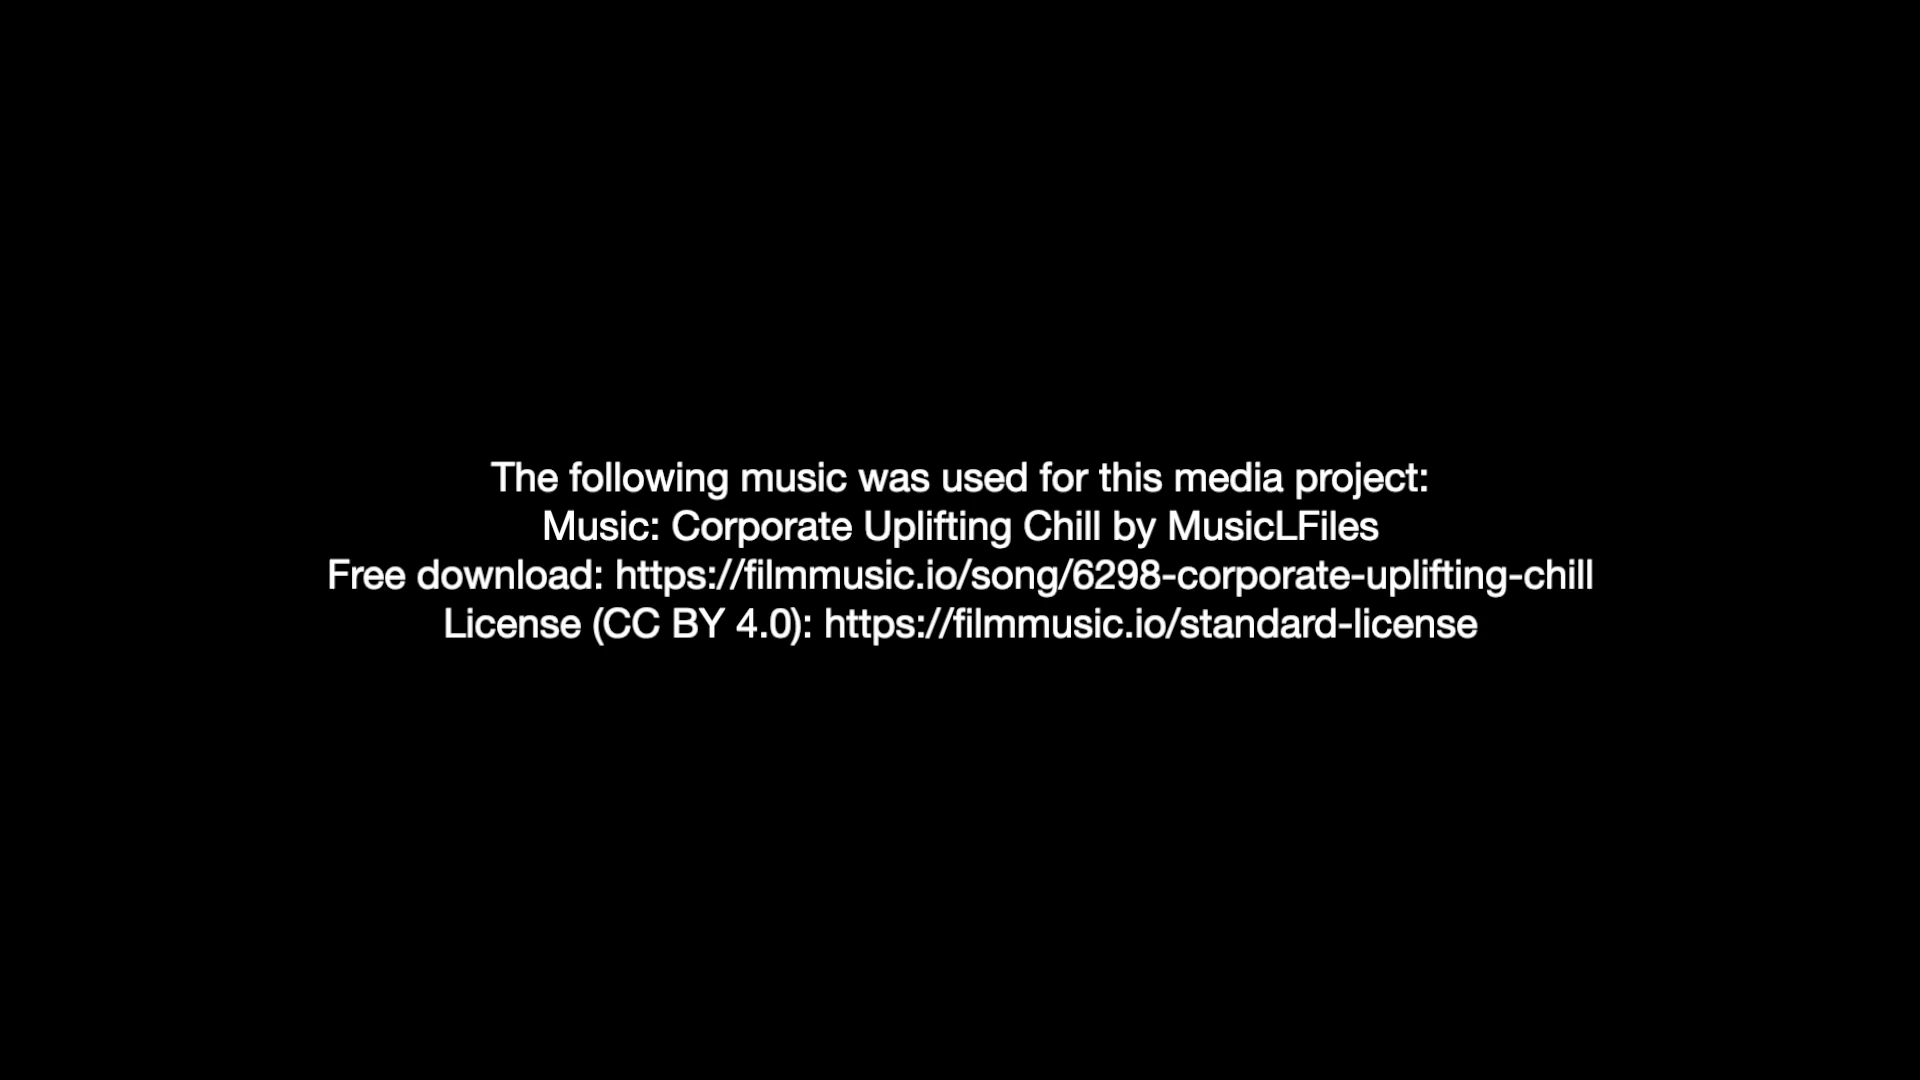 The following music was used for this media project:
Music: Corporate Uplifting Chill by MusicLFiles
Free download: https://filmmusic.io/song/6298-corporate-uplifting-chill
License (CC BY 4.0): https://filmmusic.io/standard-license